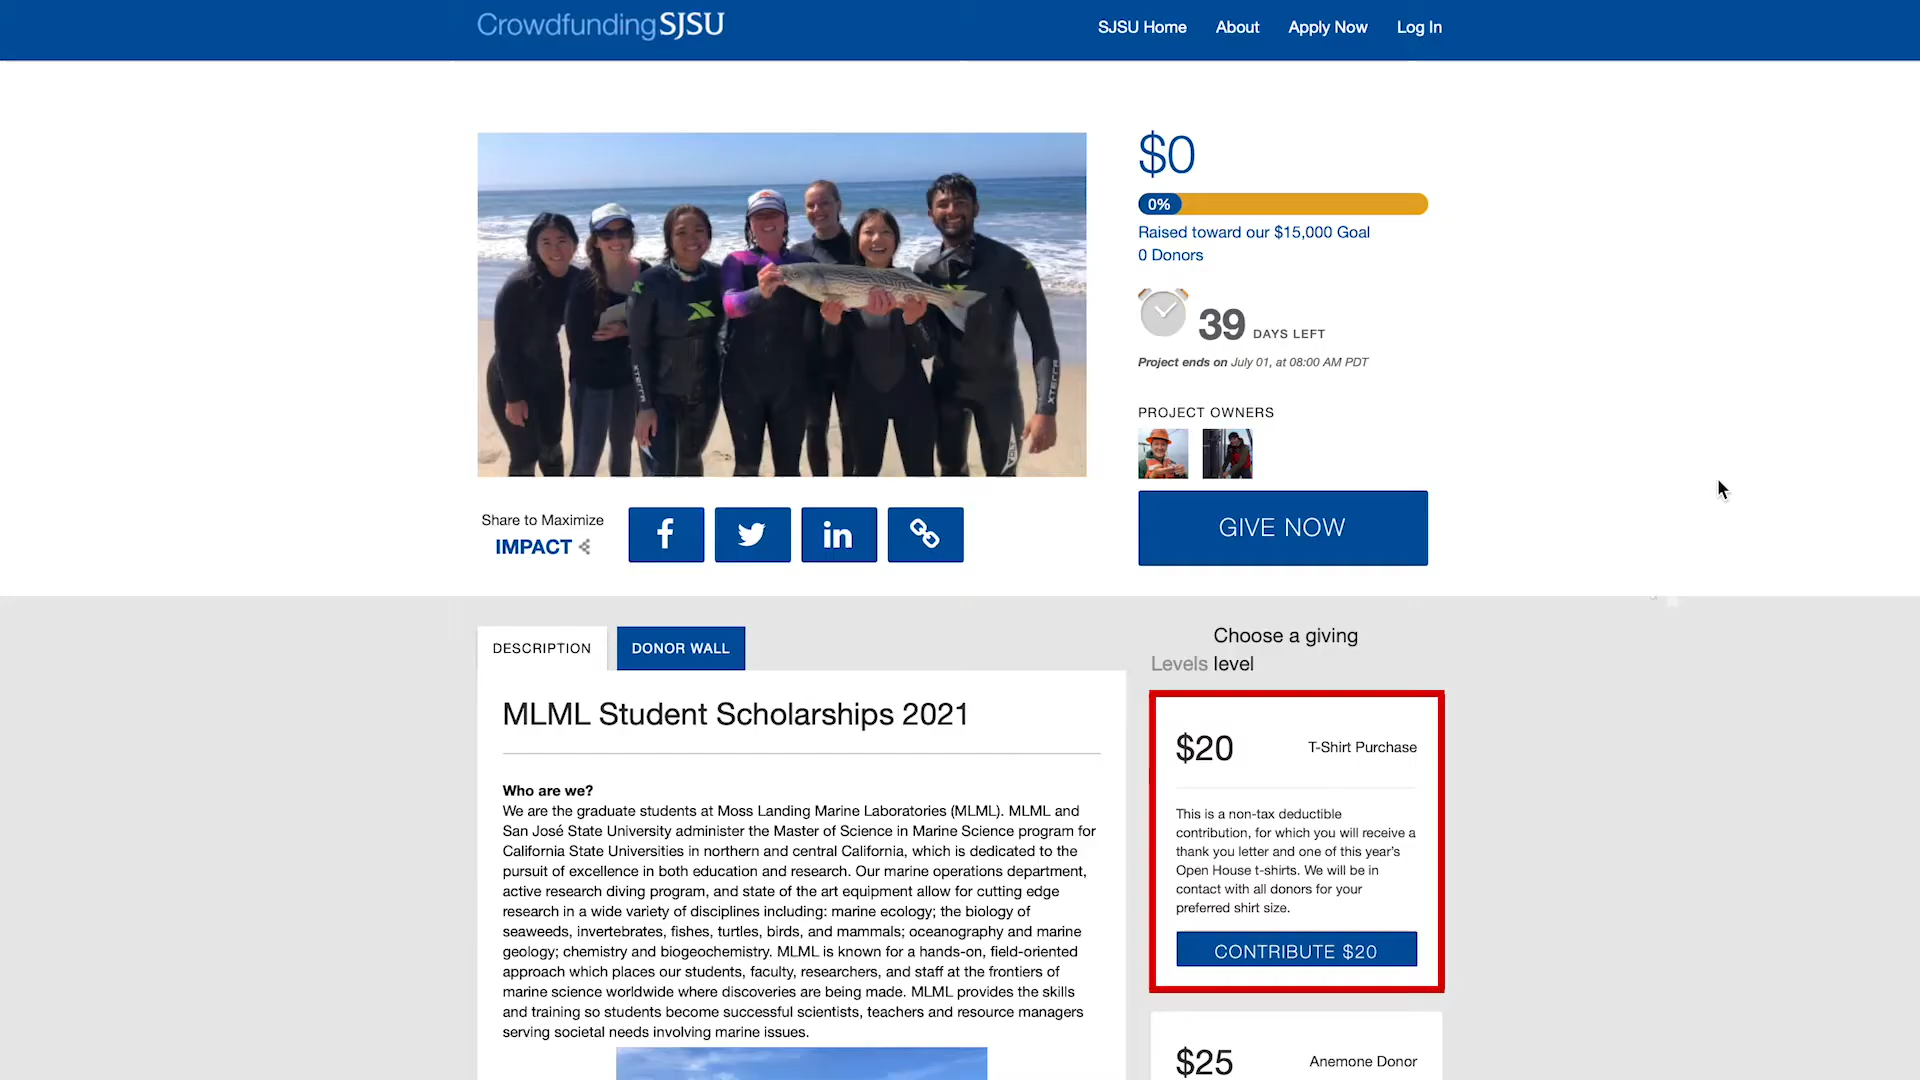 CrowdfundingSJSU
SJSU Home About Apply Now Log In
$0
0%
Raised toward our $15,000 Goal
0 Donors
39 DAYS LEFT
Project ends on July 01, at 08:00 AM PDT
PROJECT OWNERS
GIVE NOW
Share to Maximize
IMPACT
DESCRIPTION
DONOR WALL
MLML Student Scholarships 2021
Who are we?
We are the graduate students at Moss Landing Marine Laboratories (MLML). MLML and
San José State University administer the Master of Science in Marine Science program for
California State Universities in northern and central California, which is dedicated to the
pursuit of excellence in both education and research. Our marine operations department,
active research diving program, and state of the art equipment allow for cutting edge
research in a wide variety of disciplines including: marine ecology; the biology of
seaweeds, invertebrates, fishes, turtles, birds, and mammals; oceanography and marine
geology; chemistry and biogeochemistry. MLML is known for a hands-on, field-oriented
approach which places our students, faculty, researchers, and staff at the frontiers of
marine science worldwide where discoveries are being made. MLML provides the skills
and training so students become successful scientists, teachers and resource managers
serving societal needs involving marine issues.
Choose a giving
Levels level
$20 T-Shirt Purchase
This is a non-tax deductible
contribution, for which you will receive a
thank you letter and one of this year's
Open House t-shirts. We will be in
contact with all donors for your
preferred shirt size.
CONTRIBUTE $20
$25 Anemone Donor